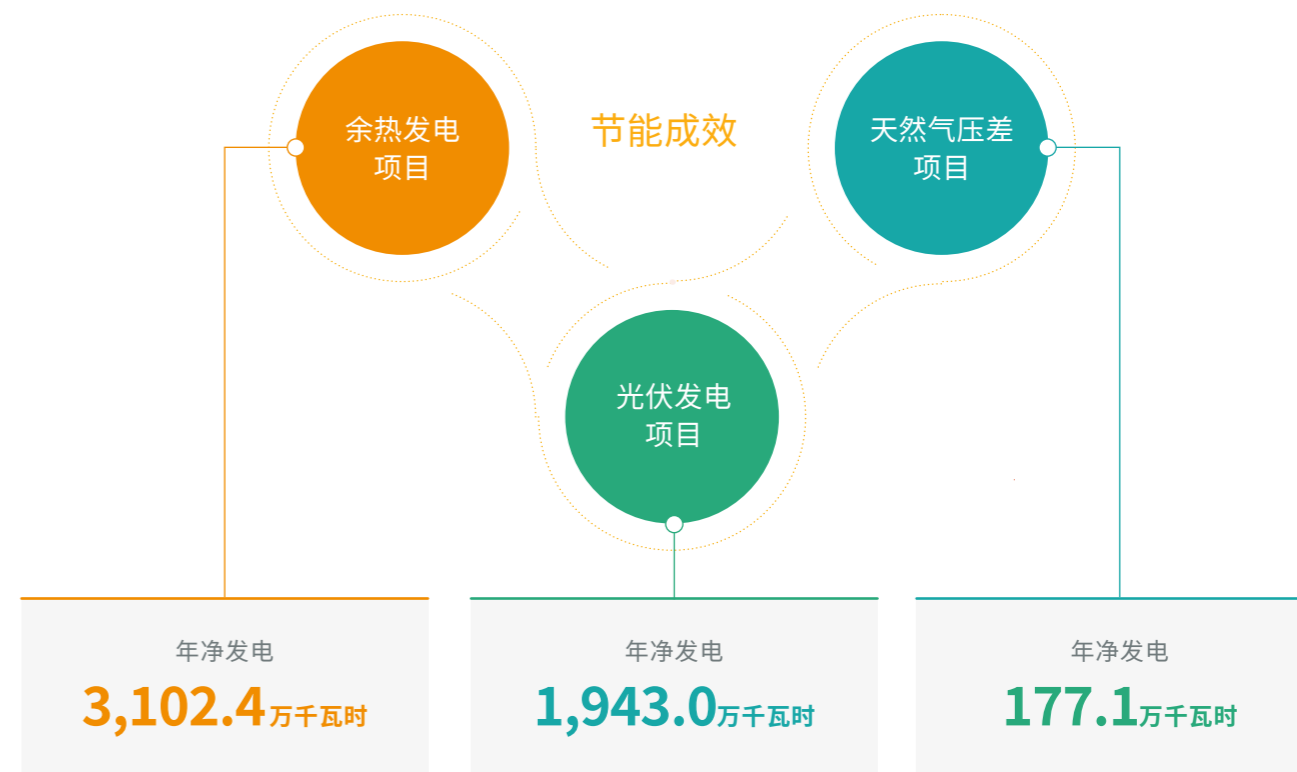 余热发电
项目
节能成效
天然气压差
项目
光伏发电
项目
年净发电
3,102.4万千瓦时
年净发电
1,943.0万千瓦时
年净发电
177.1万千瓦时